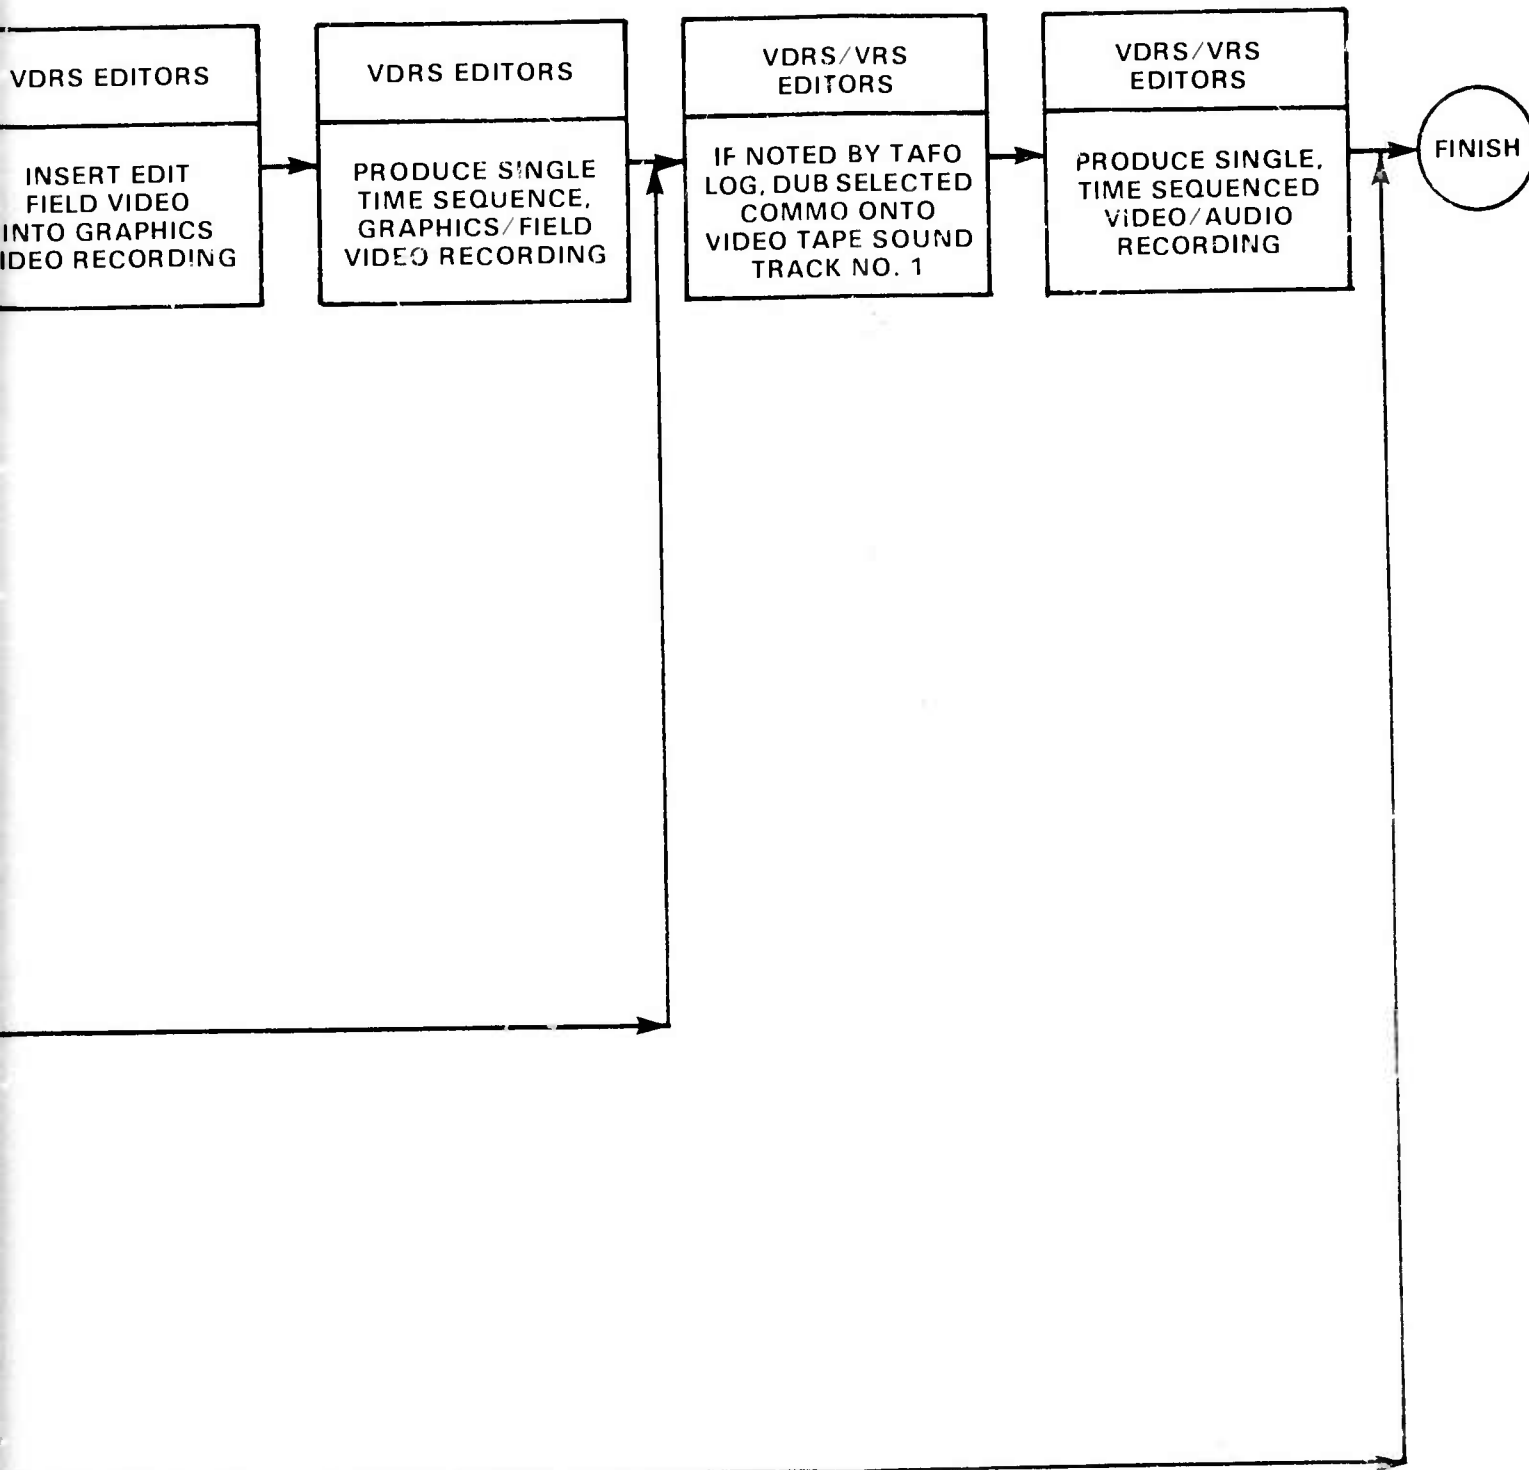 VDRS EDITORS
INSERT EDIT
FIELD VIDEO
INTO GRAPHICS
IDEO RECORDING
VDRS EDITORS
PRODUCE SINGLE
TIME SEQUENCE,
GRAPHICS/FIELD
VIDEO RECORDING
VDRS/VRS
EDITORS
IF NOTED BY TAFO
LOG, DUB SELECTED
COMMO ONTO
VIDEO TAPE SOUND
TRACK NO. 1
VDRS/VRS
EDITORS
PRODUCE SINGLE,
TIME SEQUENCED
VIDEO/AUDIO
RECORDING
FINISH